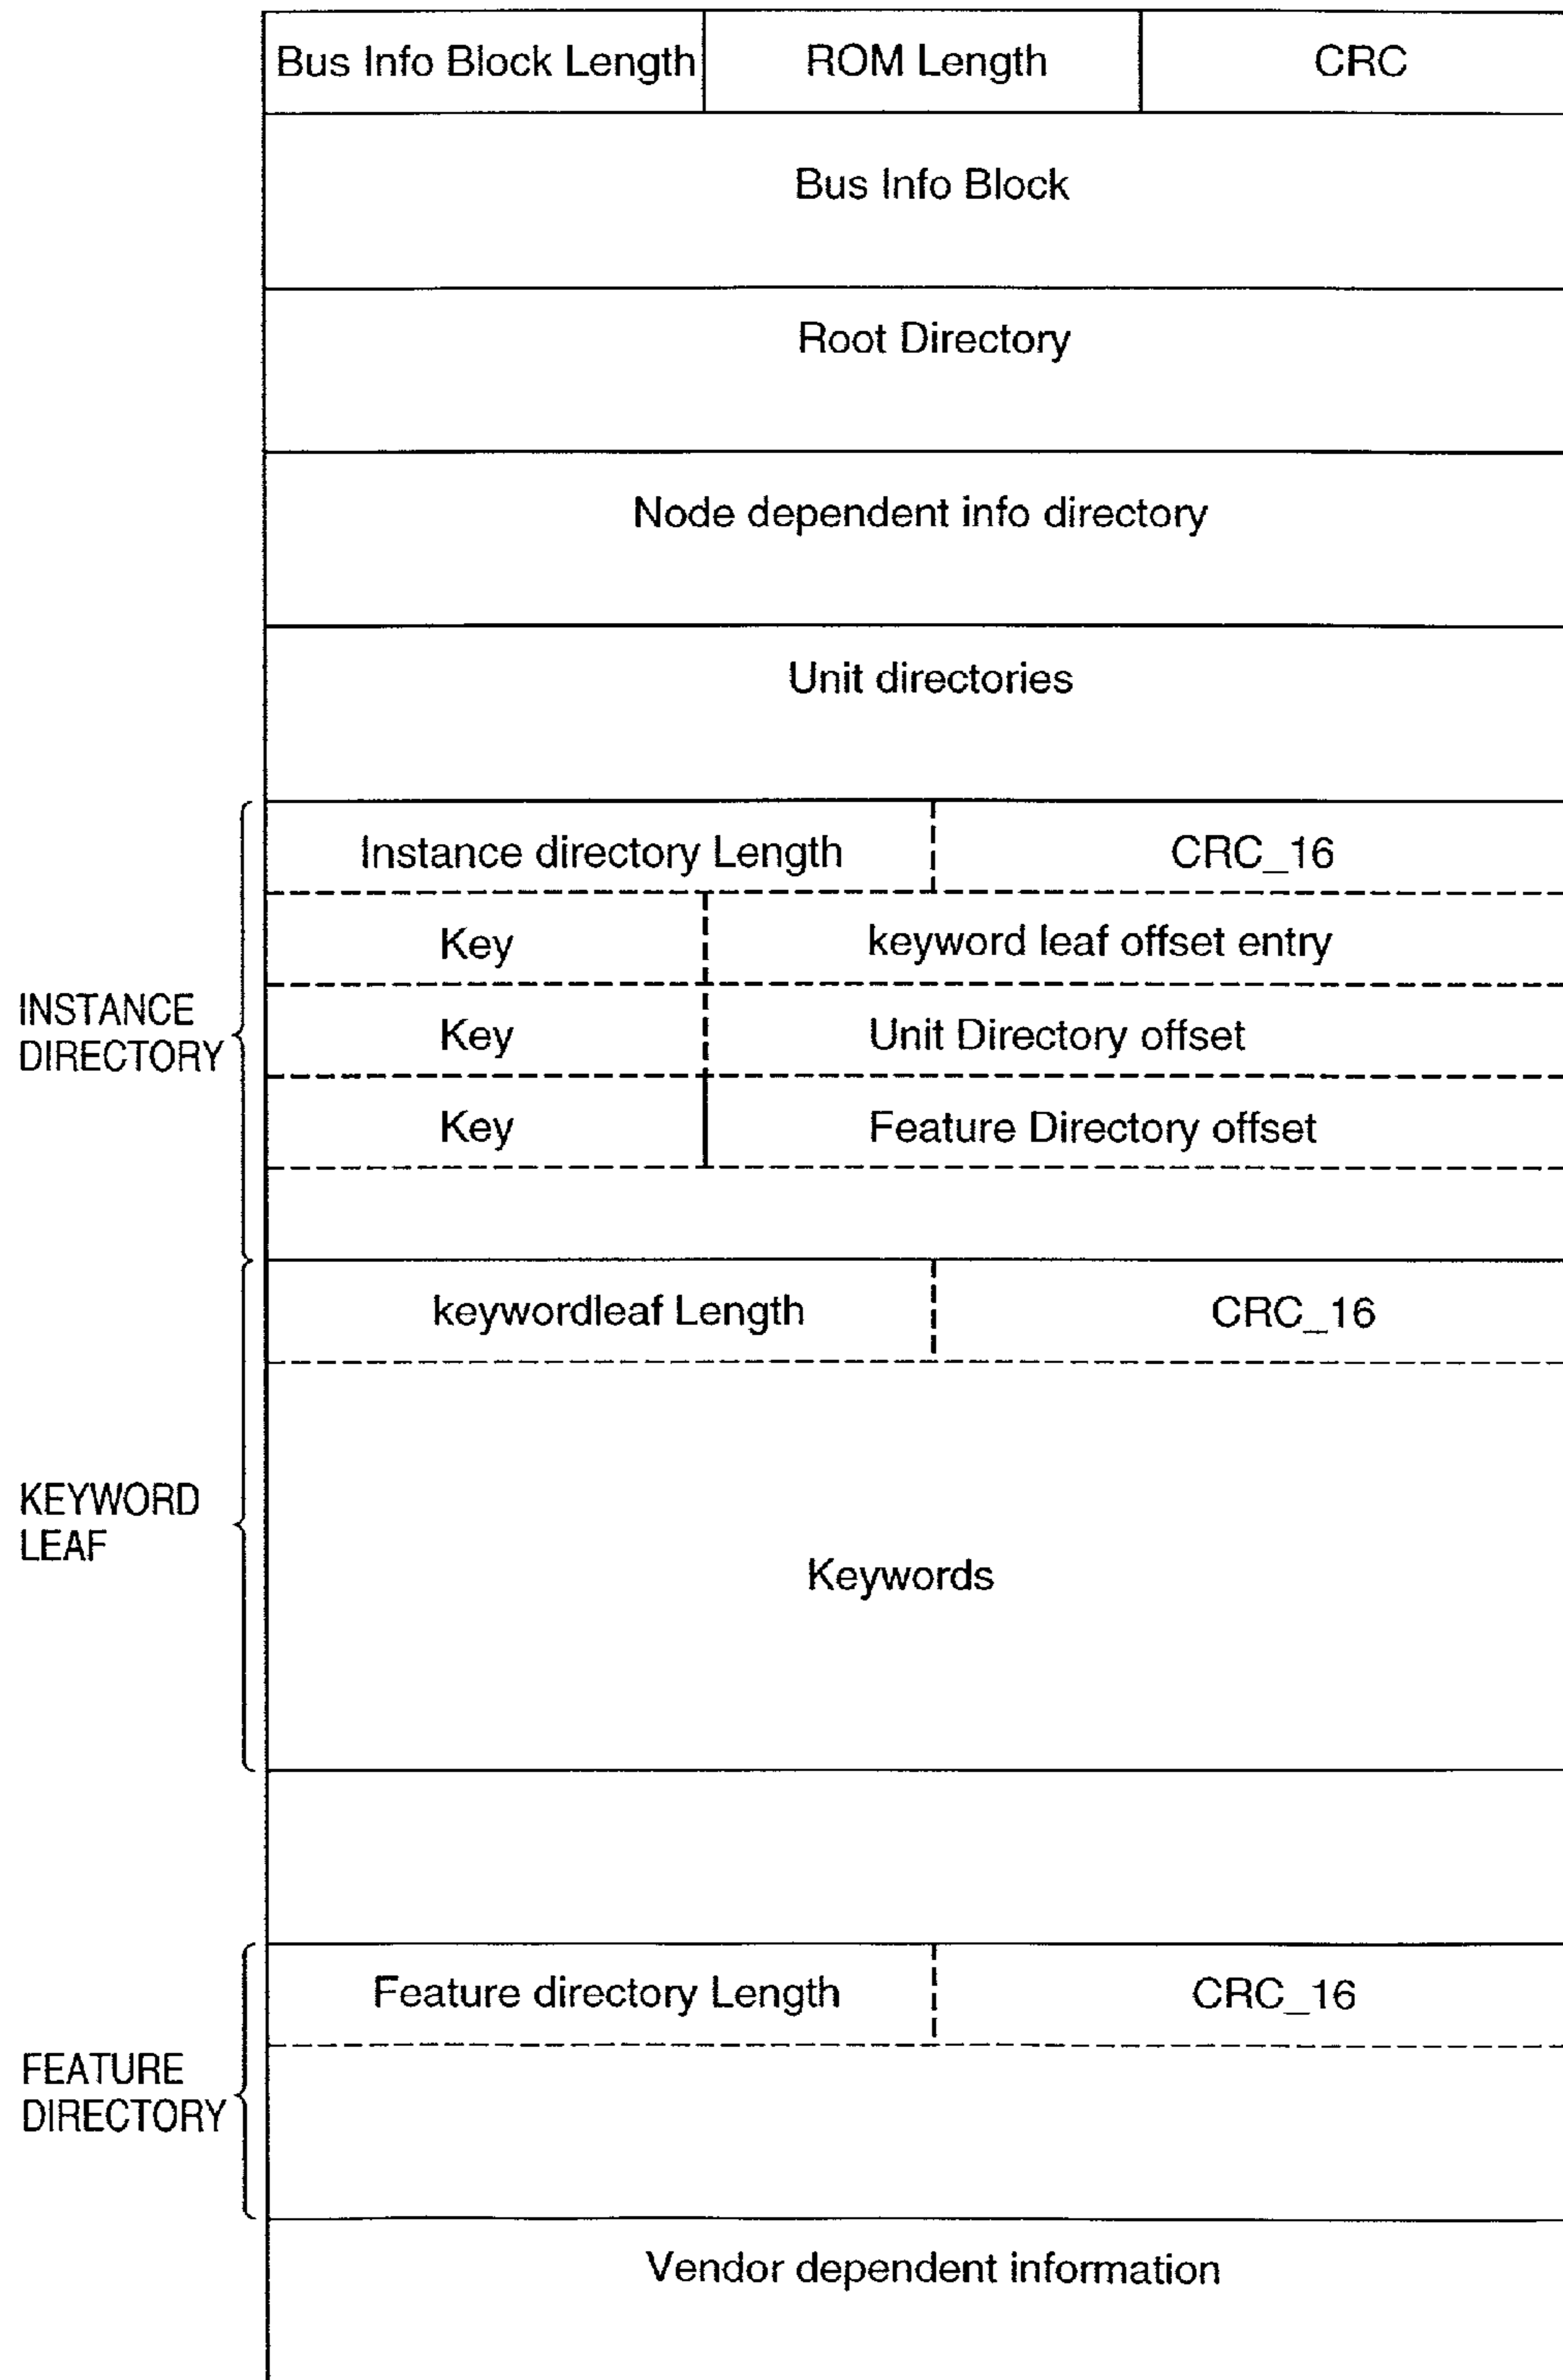 Bus Info Block Length ROM Length CRC
Bus Info Block
Root Directory
Node dependent info directory
Unit directories
Instance directory Length CRC_16
Key keyword leaf offset entry
INSTANCE
DIRECTORY
Key Unit Directory offset
Key Feature Directory offset
keywordleaf Length CRC_16
KEYWORD
LEAF
Keywords
Feature directory Length CRC_16
FEATURE
DIRECTORY
Vendor dependent information